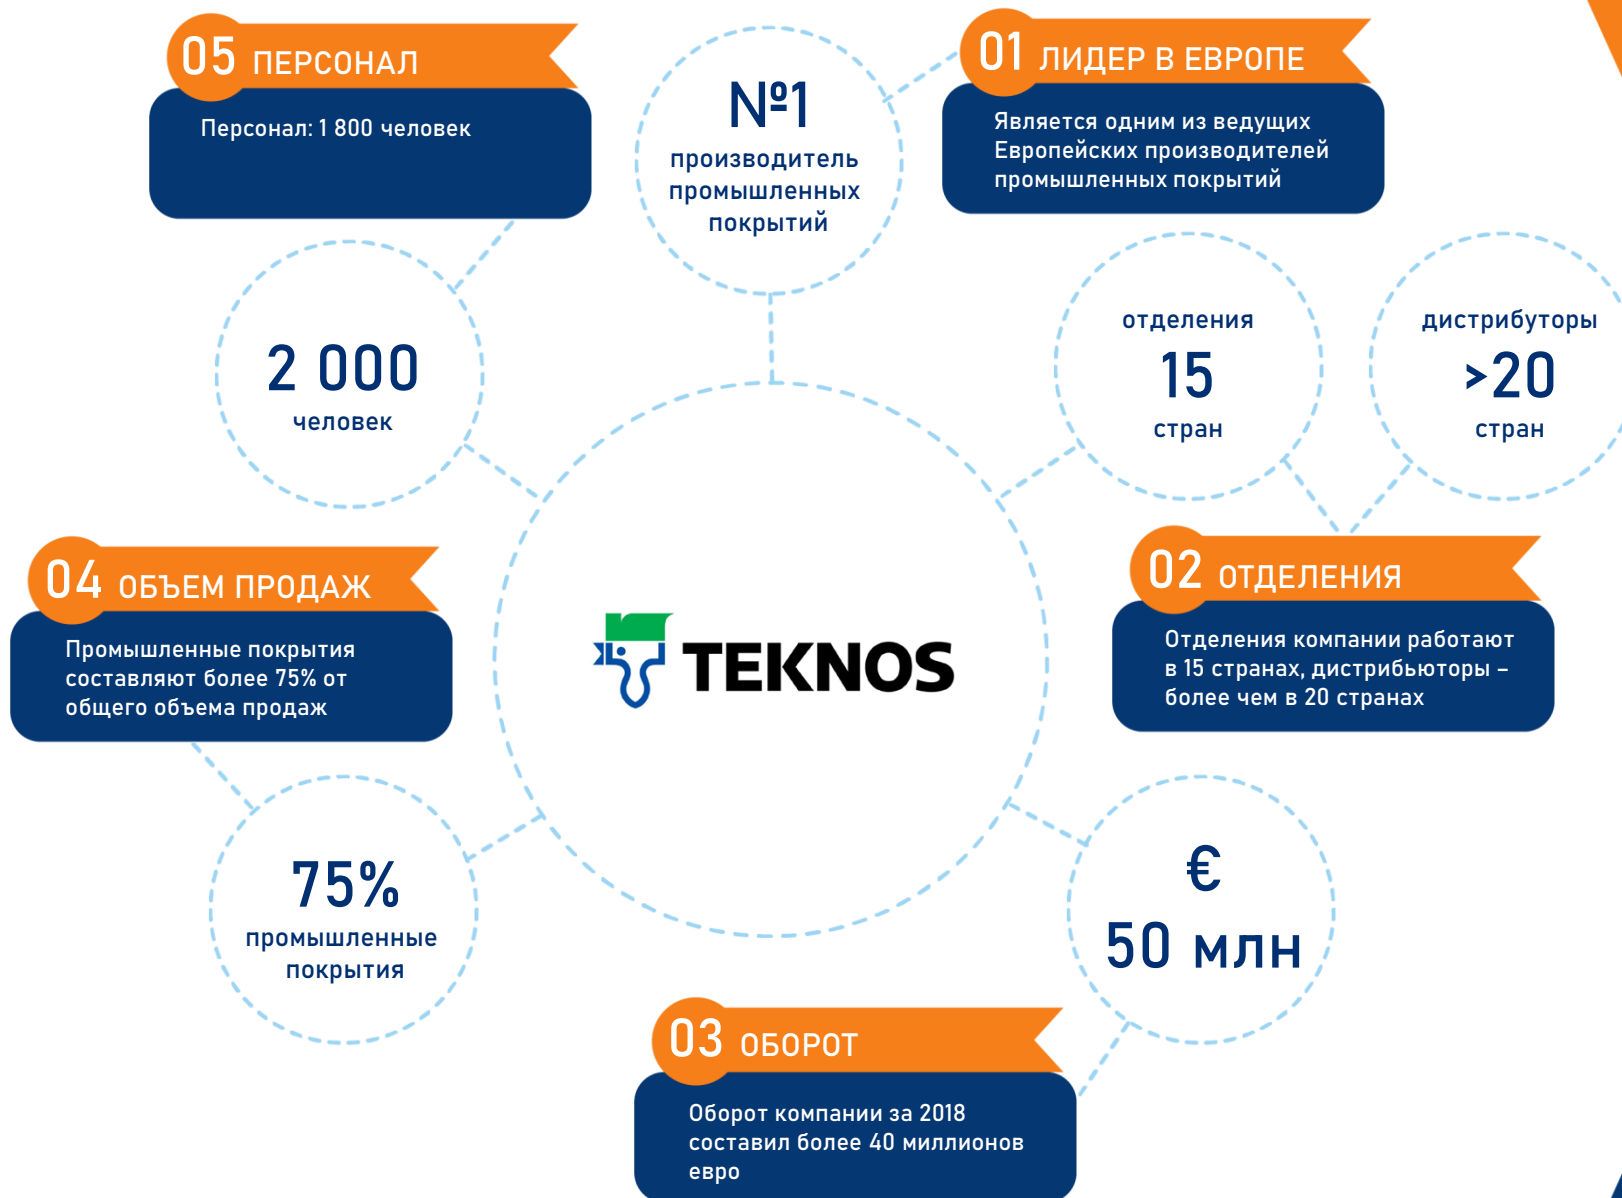 05 ПЕРСОНАЛ
Персонал: 1 800 человек
№1
производитель
промышленных
покрытий
01 ЛИДЕР В ЕВРОПЕ
Является одним из ведущих
Европейских производителей
промышленных покрытий
2 000
человек
отделения
15
стран
дистрибуторы
>20
стран
04 ОБЪЕМ ПРОДАЖ
Промышленные покрытия
составляют более 75% от
общего объема продаж
TEKNOS
02 ОТДЕЛЕНИЯ
Отделения компании работают
в 15 странах, дистрибьюторы –
более чем в 20 странах
75%
промышленные
покрытия
€
50 млн
03 ОБОРОТ
Оборот компании за 2018
составил более 40 миллионов
евро